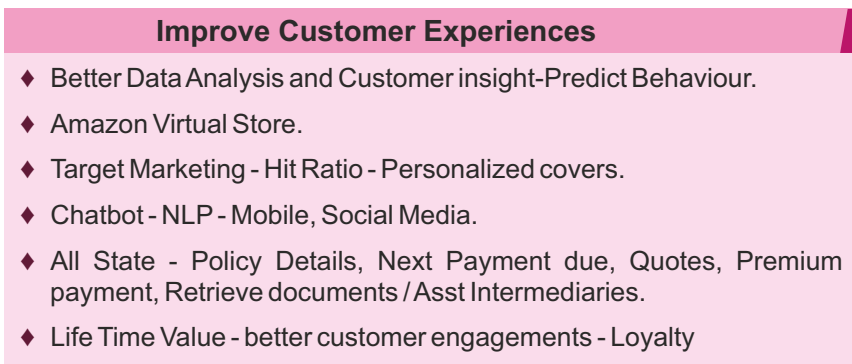 Improve Customer Experiences
♦ Better Data Analysis and Customer insight-Predict Behaviour.
♦ Amazon Virtual Store.
♦ Target Marketing - Hit Ratio - Personalized covers.
♦ Chatbot - NLP - Mobile, Social Media.
♦ All State - Policy Details, Next Payment due, Quotes, Premium
payment, Retrieve documents / Asst Intermediaries.
♦ Life Time Value - better customer engagements - Loyalty